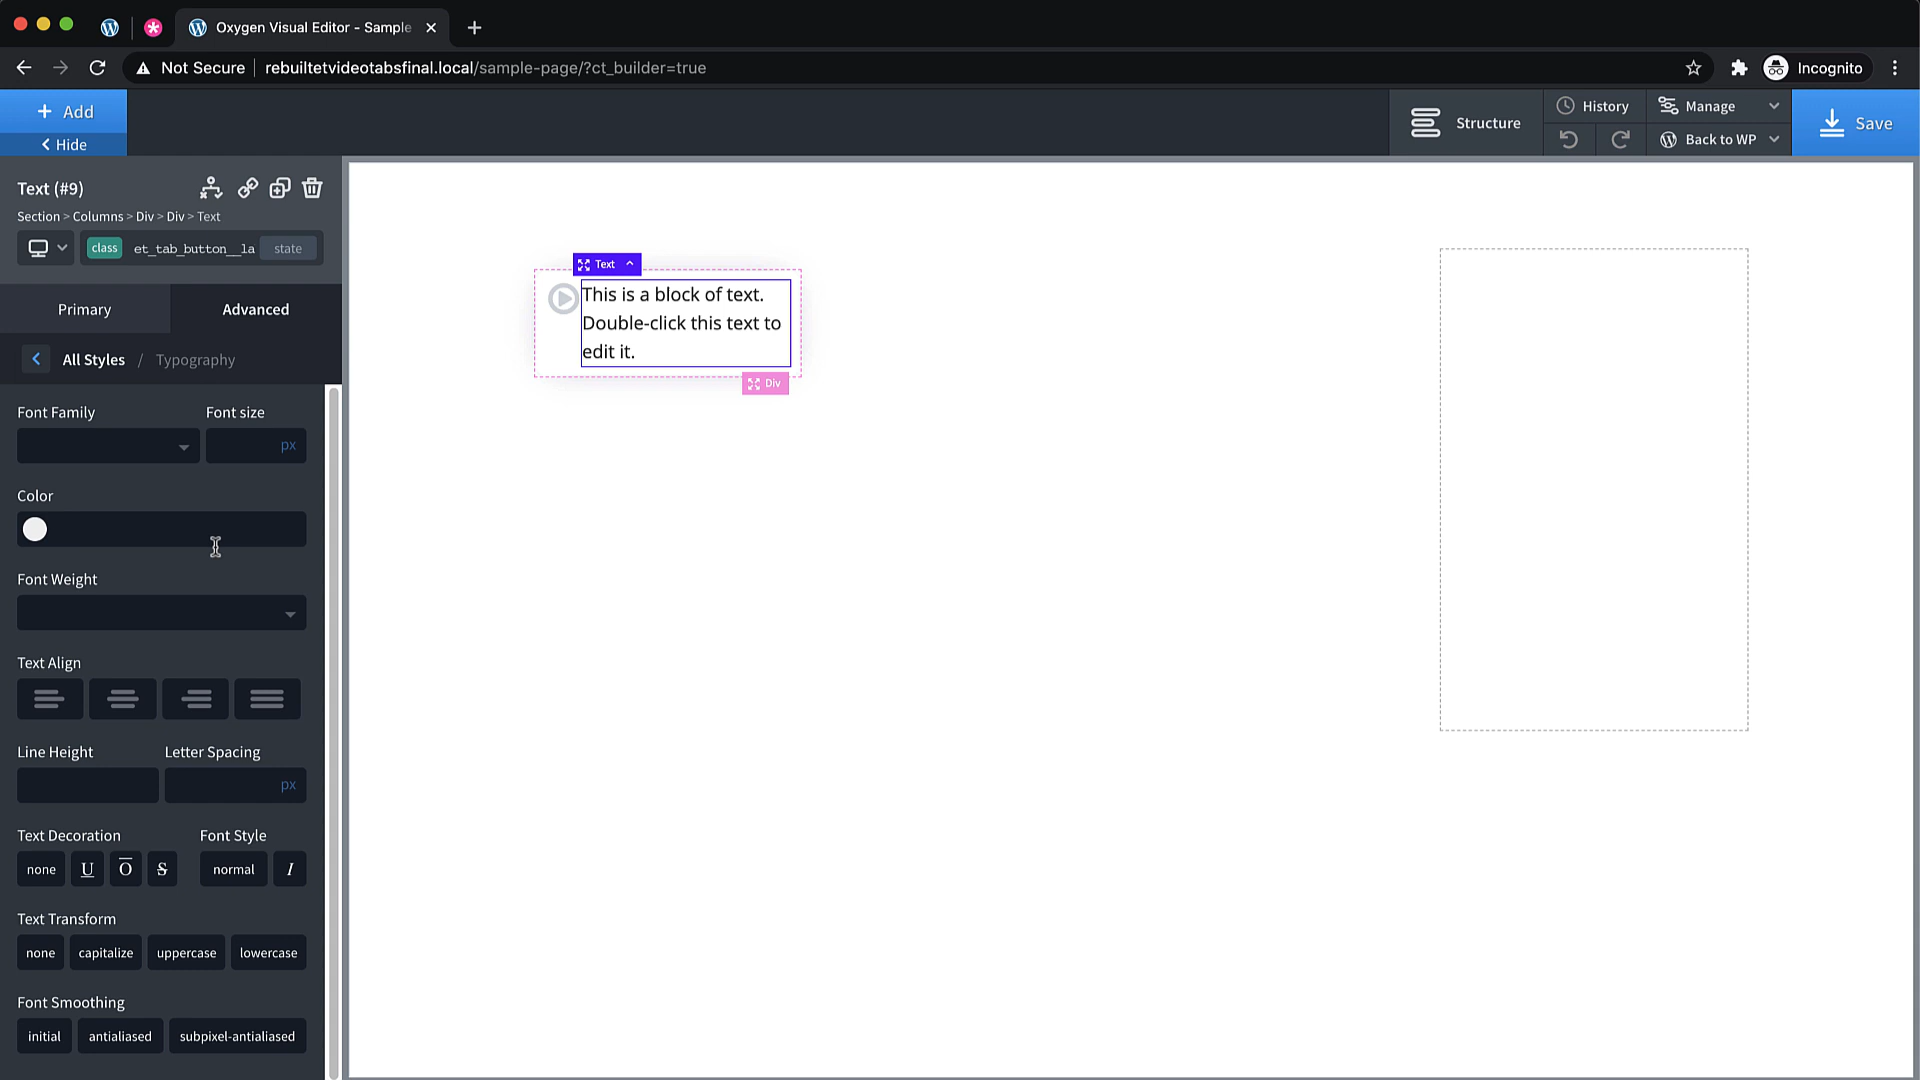 Oxygen Visual Editor - Sample
Not Secure
rebuiltetvideotabsfinal.local/sample-page/?ct_builder=true
Incognito
+ Add
Hide
Structure
History
Manage
Back to WP
Save
Text (#9)
Section > Columns > Div > Div > Text
class et_tab_button__la state
Primary
Advanced
All Styles / Typography
Font Family
Font size
px
Color
Font Weight
Text Align
Line Height
Letter Spacing
px
Text Decoration
Font Style
none U O S
normal I
Text Transform
none capitalize uppercase lowercase
Font Smoothing
initial antialiased subpixel-antialiased
Text
This is a block of text.
Double-click this text to
edit it.
Div